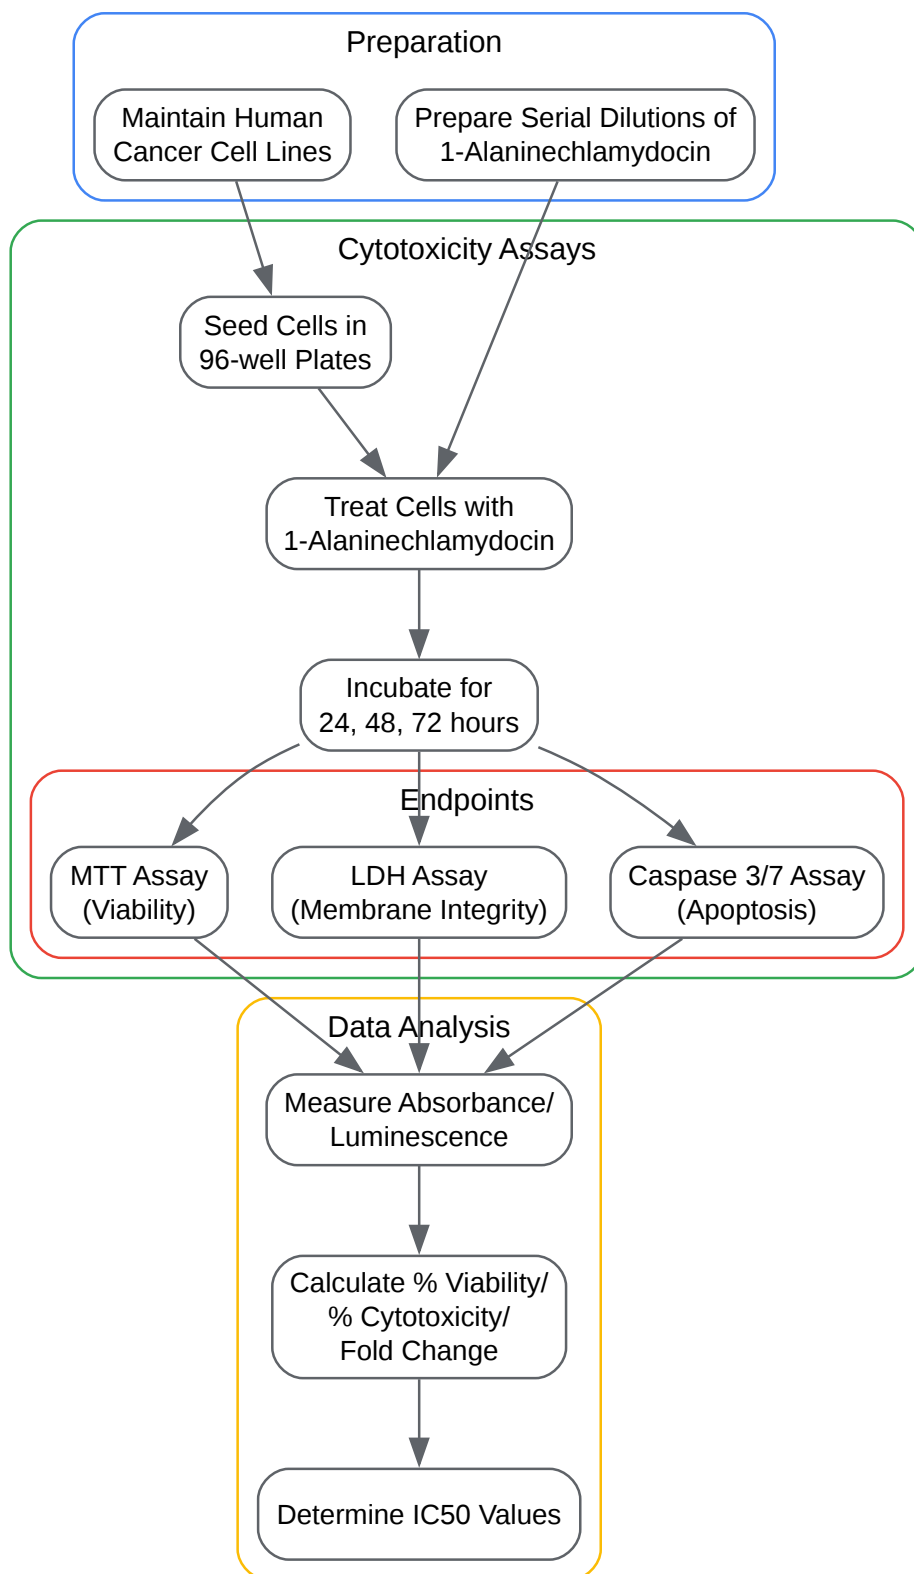 Preparation
Maintain Human
Cancer Cell Lines
Prepare Serial Dilutions of
1-Alaninechlamydocin
Cytotoxicity Assays
Seed Cells in
96-well Plates
Treat Cells with
1-Alaninechlamydocin
Incubate for
24, 48, 72 hours
Endpoints
MTT Assay
(Viability)
LDH Assay
(Membrane Integrity)
Caspase 3/7 Assay
(Apoptosis)
Data Analysis
Measure Absorbance/
Luminescence
Calculate % Viability/
% Cytotoxicity/
Fold Change
Determine IC50 Values